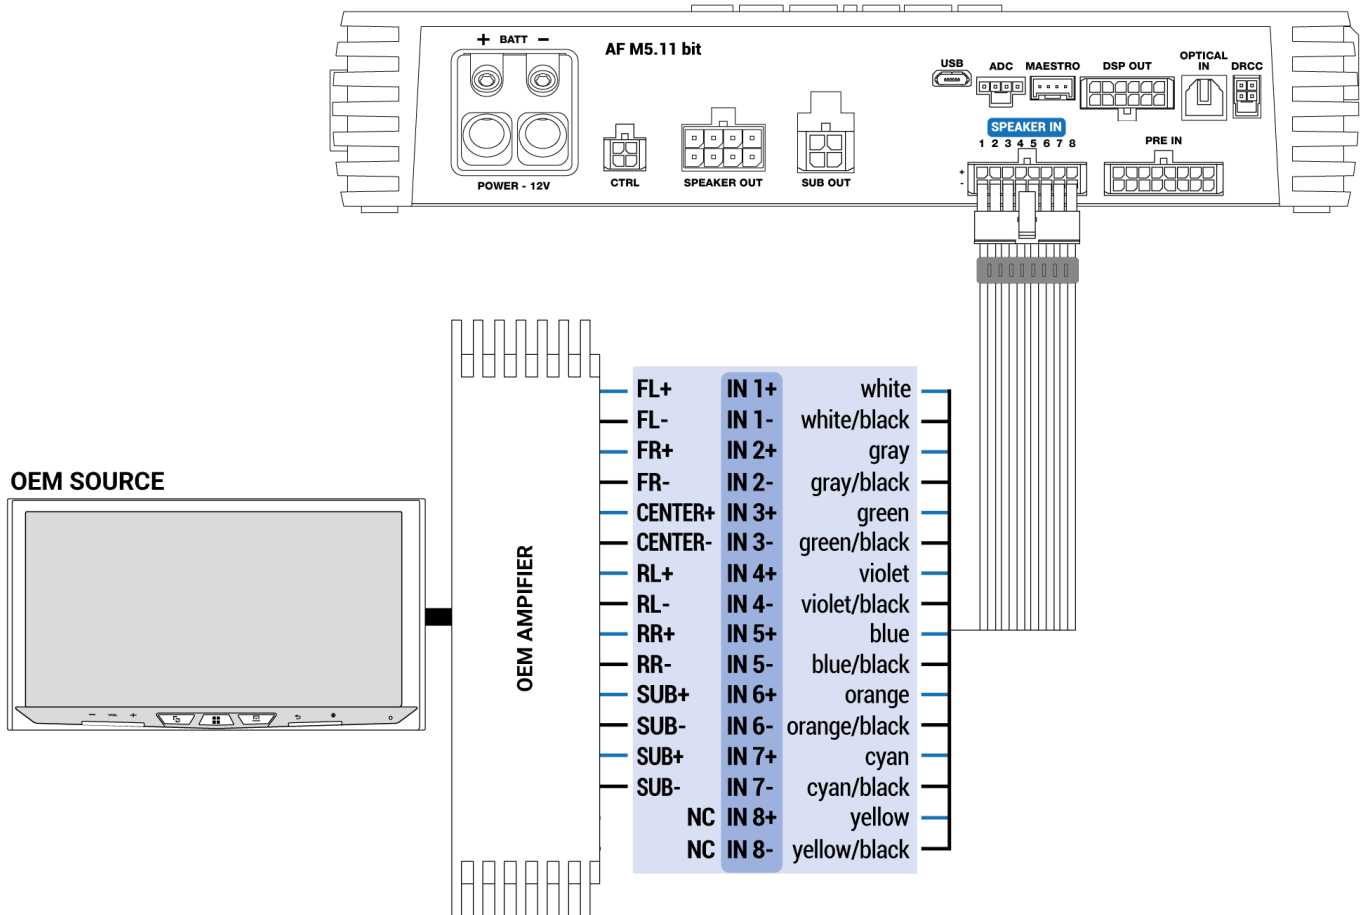 + BATT −
AF M5.11 bit
POWER - 12V
CTRL
SPEAKER OUT
SUB OUT
USB
ADC
MAESTRO
DSP OUT
OPTICAL
IN
DRCC
SPEAKER IN
1 2 3 4 5 6 7 8
+
-
PRE IN
OEM SOURCE
− VOL +
OEM AMPIFIER
FL+ IN 1+ white
FL- IN 1- white/black
FR+ IN 2+ gray
FR- IN 2- gray/black
CENTER+ IN 3+ green
CENTER- IN 3- green/black
RL+ IN 4+ violet
RL- IN 4- violet/black
RR+ IN 5+ blue
RR- IN 5- blue/black
SUB+ IN 6+ orange
SUB- IN 6- orange/black
SUB+ IN 7+ cyan
SUB- IN 7- cyan/black
NC IN 8+ yellow
NC IN 8- yellow/black